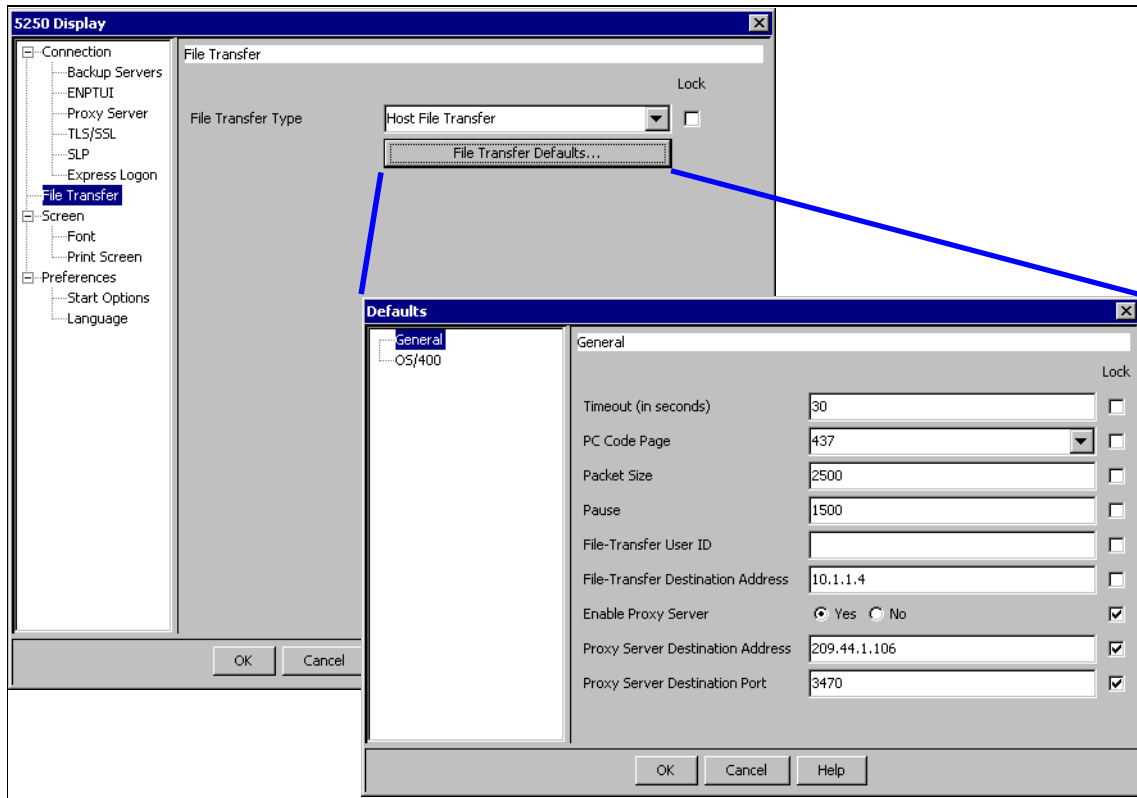 5250 Display
Connection
Backup Servers
ENPTUI
Proxy Server
TLS/SSL
SLP
Express Logon
File Transfer
Screen
Font
Print Screen
Preferences
Start Options
Language
File Transfer
Lock
File Transfer Type
Host File Transfer
File Transfer Defaults...
OK
Cancel
Defaults
General
OS/400
General
Lock
Timeout (in seconds)
30
PC Code Page
437
Packet Size
2500
Pause
1500
File-Transfer User ID
File-Transfer Destination Address
10.1.1.4
Enable Proxy Server
Yes
No
Proxy Server Destination Address
209.44.1.106
Proxy Server Destination Port
3470
OK
Cancel
Help